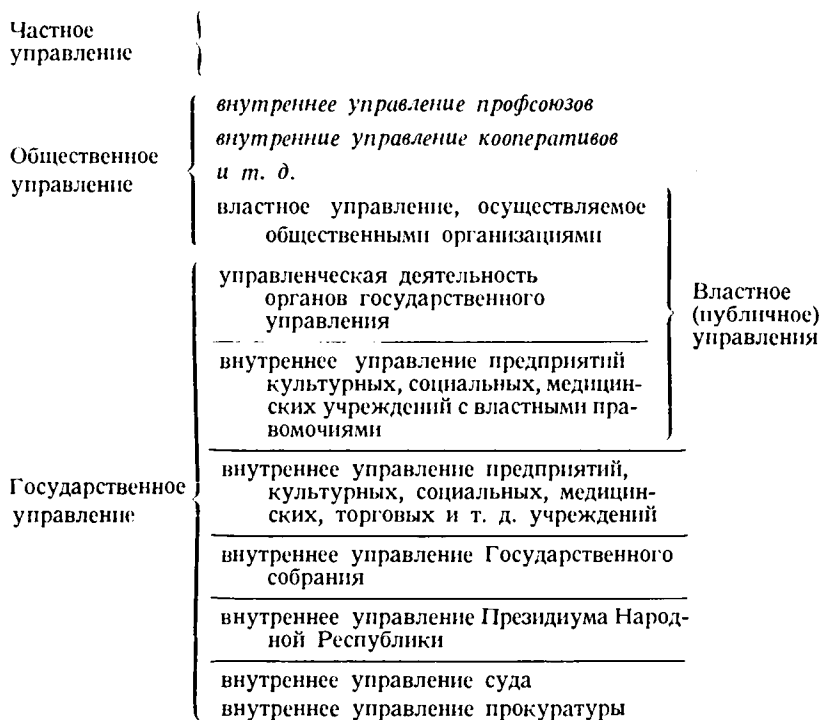 Частное
управление
Общественное
управление
внутреннее управление профсоюзов
внутренние управление кооперативов
и т. д.
властное управление, осуществляемое
общественными организациями
Государственное
управление
управленческая деятельность
органов государственного
управления
внутреннее управление предприятий
культурных, социальных, медицин-
ских учреждений с властными пра-
вомочиями
внутреннее управление предприятий,
культурных, социальных, медицин-
ских, торговых и т. д. учреждений
внутреннее управление Государственного
собрания
внутреннее управление Президиума Народ-
ной Республики
внутреннее управление суда
внутреннее управление прокуратуры
Властное
(публичное)
управления